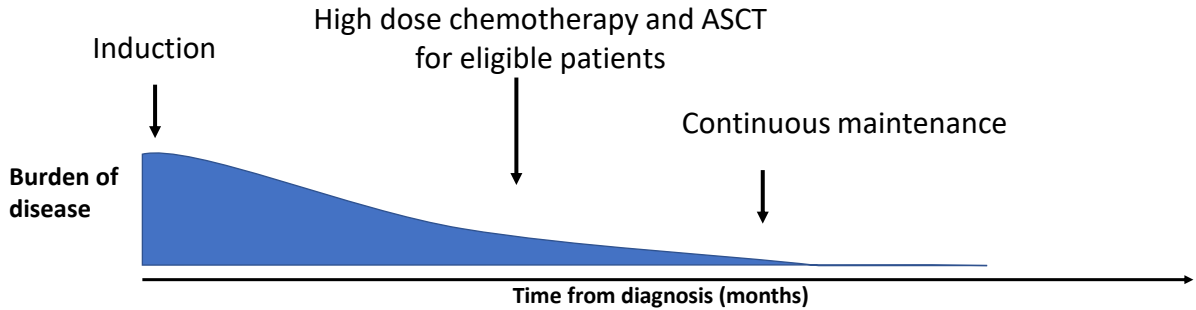 High dose chemotherapy and ASCT
for eligible patients
Induction
Continuous maintenance
Burden of
disease
Time from diagnosis (months)